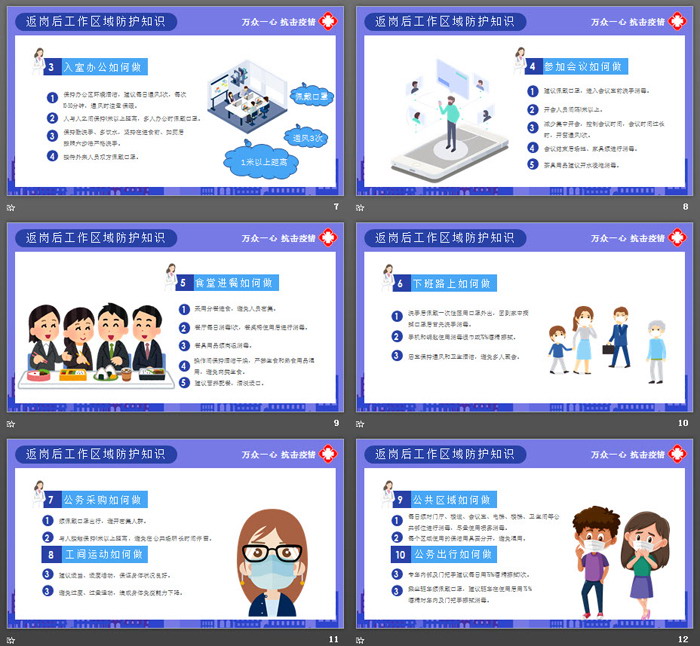 返岗后工作区域防护知识
万众一心 抗击疫情
3 入室办公如何做
1 保持办公区环境清洁，建议每日通风3次，每次
20-30分钟，通风时注意保暖。
2 人与人之间保持1米以上距离，多人办公时佩戴口罩。
3 保持勤洗手、多饮水，坚持在进食前、如厕后
按照六步法严格洗手。
4 接待外来人员双方佩戴口罩。
佩戴口罩
通风3次
1米以上距离
7
返岗后工作区域防护知识
万众一心 抗击疫情
4 参加会议如何做
1 建议佩戴口罩，进入会议室前洗手消毒。
2 开会人员间隔1米以上。
3 减少集中开会，控制会议时间，会议时间过长
时，开窗通风1次。
4 会议结束后场地、家具须进行消毒。
5 茶具用品建议开水浸泡消毒。
8
返岗后工作区域防护知识
万众一心 抗击疫情
5 食堂进餐如何做
1 采用分餐进食，避免人员密集。
2 餐厅每日消毒1次，餐桌椅使用后进行消毒。
3 餐具用品须高温消毒。
4 操作间保持清洁干燥，严禁生食和熟食用品混
用，避免肉类生食。
5 建议营养配餐，清淡适口。
9
返岗后工作区域防护知识
万众一心 抗击疫情
6 下班路上如何做
1 洗手后佩戴一次性医用口罩外出，回到家中摘
掉口罩后首先洗手消毒。
2 手机和钥匙使用消毒湿巾或75%酒精擦拭。
3 居室保持通风和卫生清洁，避免多人聚会。
10
返岗后工作区域防护知识
万众一心 抗击疫情
7 公务采购如何做
1 须佩戴口罩出行，避开密集人群。
2 与人接触保持1米以上距离，避免在公共场所长时间停留。
8 工间运动如何做
3 建议适当、适度运动，保证身体状况良好。
3 避免过度、过量运动，造成身体免疫能力下降。
11
返岗后工作区域防护知识
万众一心 抗击疫情
9 公共区域如何做
1 每日须对门厅、楼道、会议室、电梯、楼梯、卫生间等公
共部位进行消毒，尽量使用喷雾消毒。
2 每个区域使用的保洁用具要分开，避免混用。
10 公务出行如何做
3 专车内部及门把手建议每日用75%酒精擦拭1次。
3 乘坐班车须佩戴口罩，建议班车在使用后用75%
酒精对车内及门把手擦拭消毒。
12